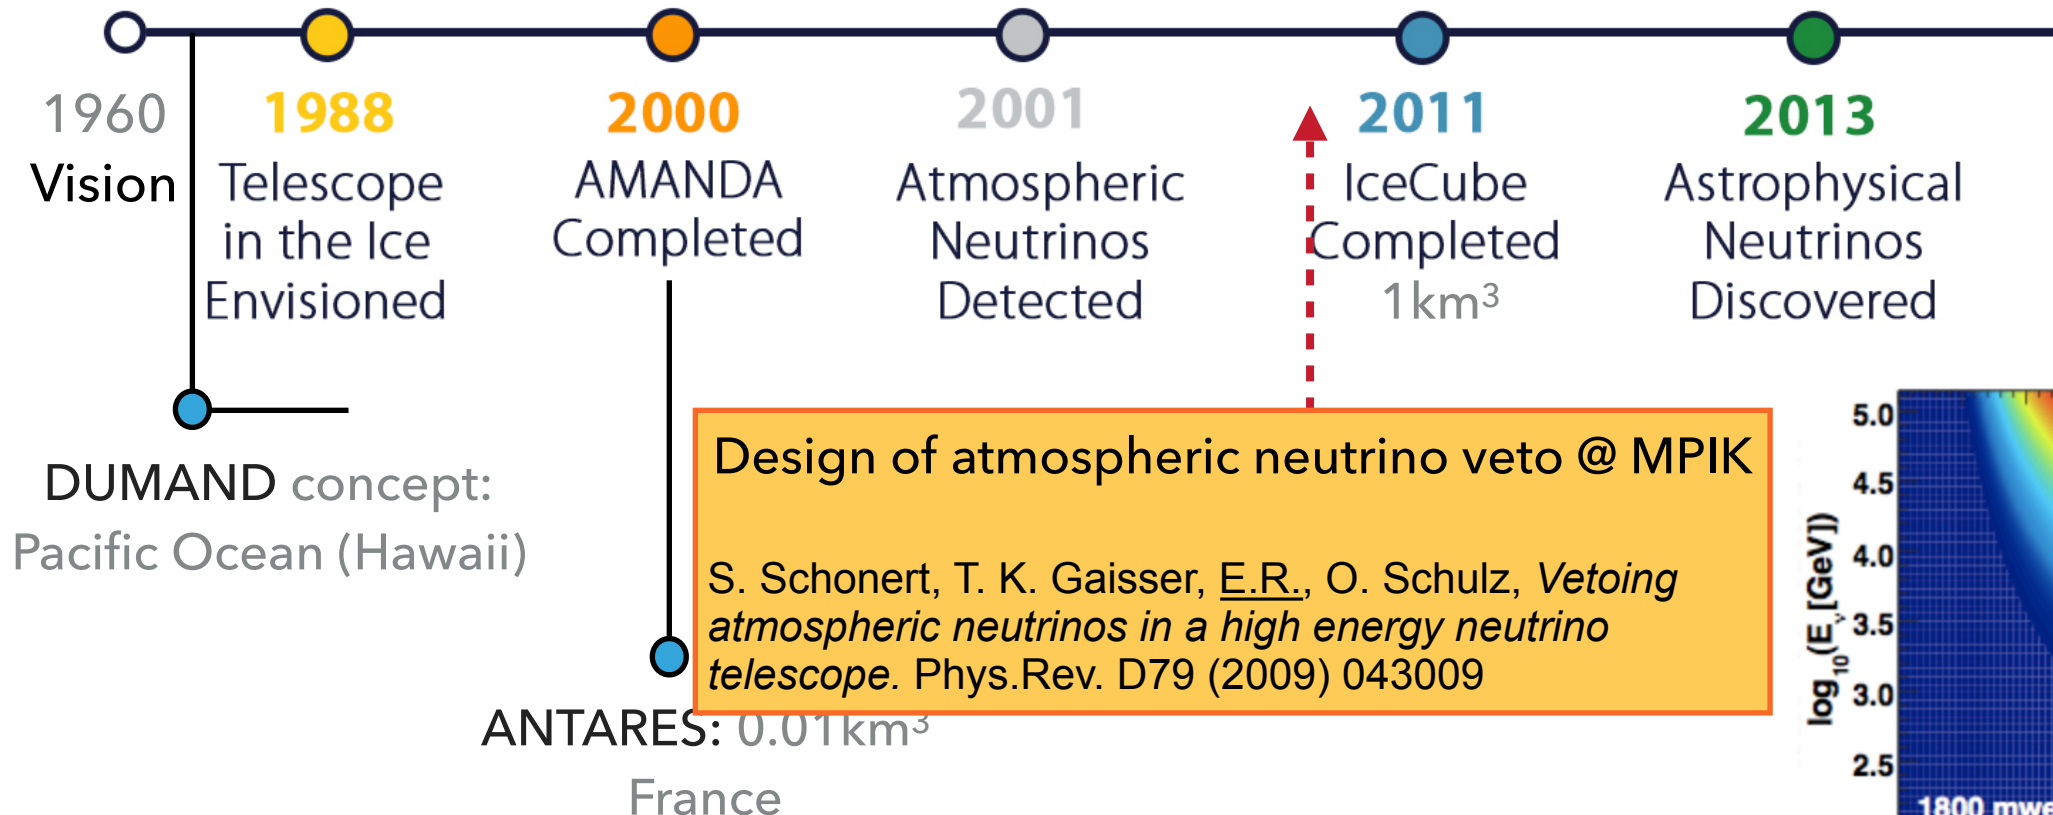 1960
Vision
1988
Telescope
in the Ice
Envisioned
2000
AMANDA
Completed
2001
Atmospheric
Neutrinos
Detected
2011
IceCube
Completed
1km³
2013
Astrophysical
Neutrinos
Discovered
DUMAND concept:
Pacific Ocean (Hawaii)
Design of atmospheric neutrino veto @ MPIK
S. Schonert, T. K. Gaisser, E.R., O. Schulz, Vetoing
atmospheric neutrinos in a high energy neutrino
telescope. Phys.Rev. D79 (2009) 043009
ANTARES: 0.01km³
France
log₁₀(Eᵥ[GeV])
5.0
4.5
4.0
3.5
3.0
2.5
1800 mwe